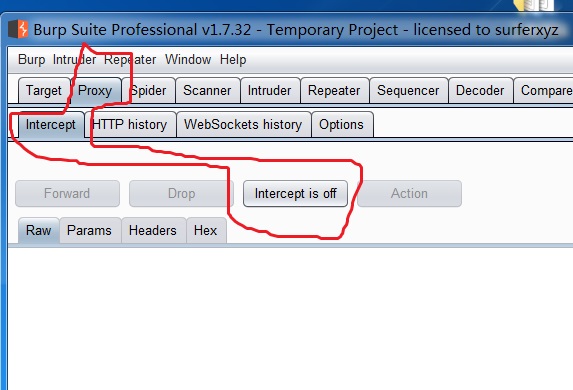 Burp Suite Professional v1.7.32 - Temporary Project - licensed to surferxyz
Burp Intruder Repeater Window Help
Target Proxy Spider Scanner Intruder Repeater Sequencer Decoder Compare
Intercept HTTP history WebSockets history Options
Forward Drop Intercept is off Action
Raw Params Headers Hex